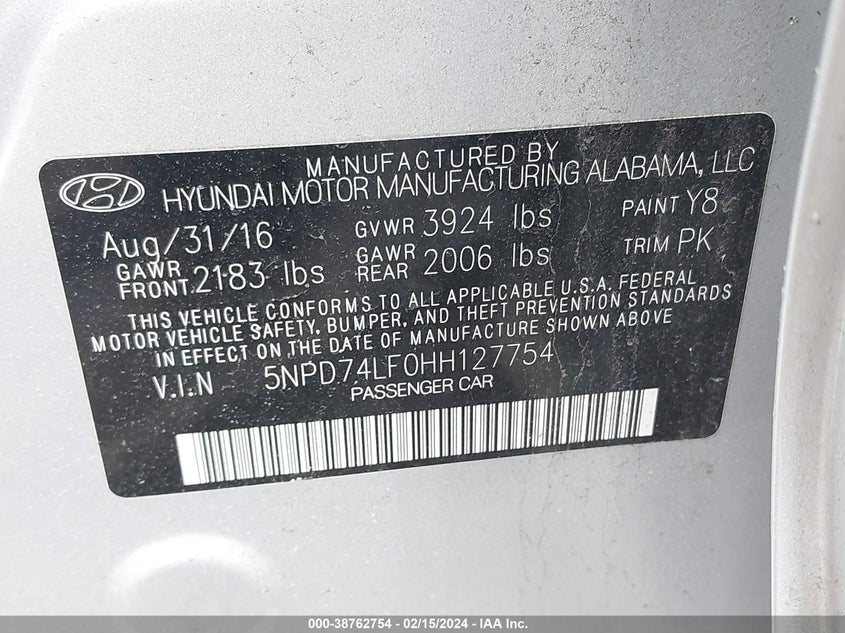 MANUFACTURED BY
HYUNDAI MOTOR MANUFACTURING ALABAMA, LLC
Aug/31/16 GVWR 3924 lbs PAINT Y8
GAWR FRONT 2183 lbs GAWR REAR 2006 lbs TRIM PK
THIS VEHICLE CONFORMS TO ALL APPLICABLE U.S.A. FEDERAL
MOTOR VEHICLE SAFETY, BUMPER, AND THEFT PREVENTION STANDARDS
IN EFFECT ON THE DATE OF MANUFACTURE SHOWN ABOVE
V.I.N 5NPD74LF0HH127754
PASSENGER CAR
000-38762754 - 02/15/2024 - IAA Inc.